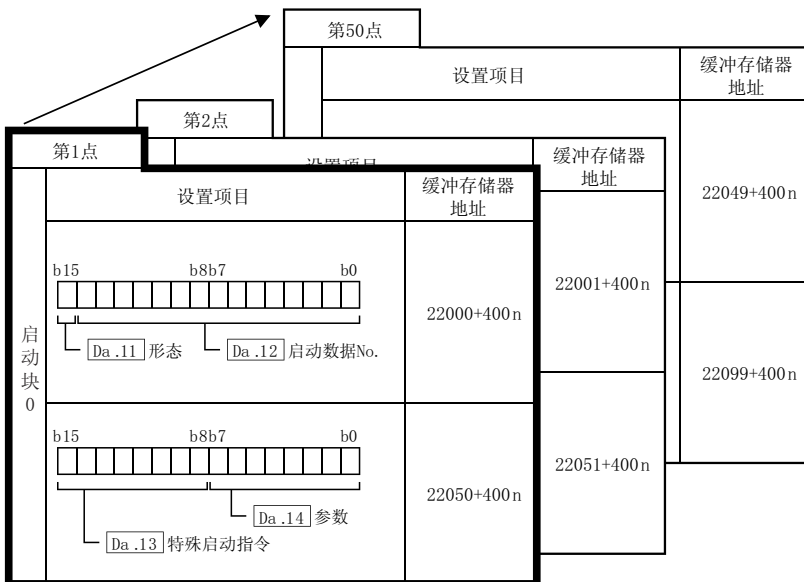 第50点
设置项目
缓冲存储器
地址
22049+400n
22099+400n
第2点
设置项目
缓冲存储器
地址
22001+400n
22051+400n
第1点
设置项目
缓冲存储器
地址
启动块0
b15 b8b7 b0
Da.11 形态 Da.12 启动数据No.
22000+400n
b15 b8b7 b0
Da.14 参数
Da.13 特殊启动指令
22050+400n